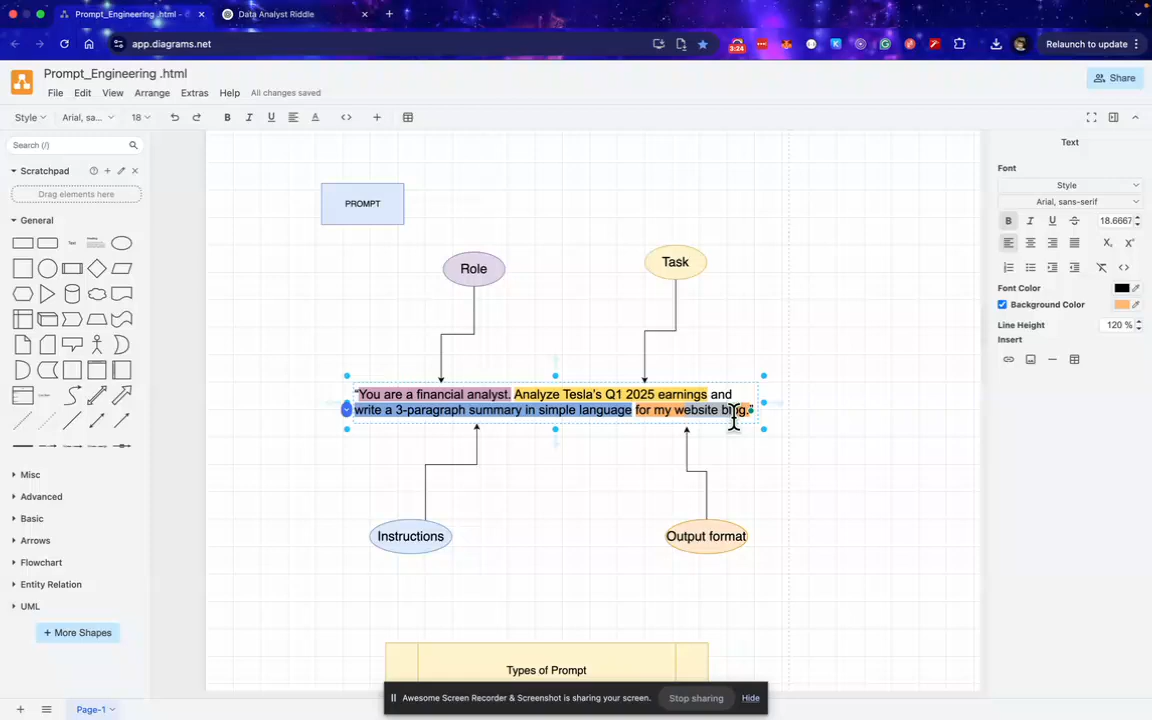 Prompt_Engineering .html - 
Data Analyst Riddle
app.diagrams.net
3:24
Relaunch to update
Prompt_Engineering .html
File Edit View Arrange Extras Help All changes saved
Share
Style Arial, sa... 18
Search (/)
Scratchpad
Drag elements here
General
Text
Misc
Advanced
Basic
Arrows
Flowchart
Entity Relation
UML
+ More Shapes
PROMPT
Role
Task
“You are a financial analyst. Analyze Tesla’s Q1 2025 earnings and
write a 3-paragraph summary in simple language for my website blog.”
Instructions
Output format
Types of Prompt
Text
Font
Style
Arial, sans-serif
18.6667
Font Color
Background Color
Line Height 120 %
Insert
Awesome Screen Recorder & Screenshot is sharing your screen. Stop sharing Hide
Page-1